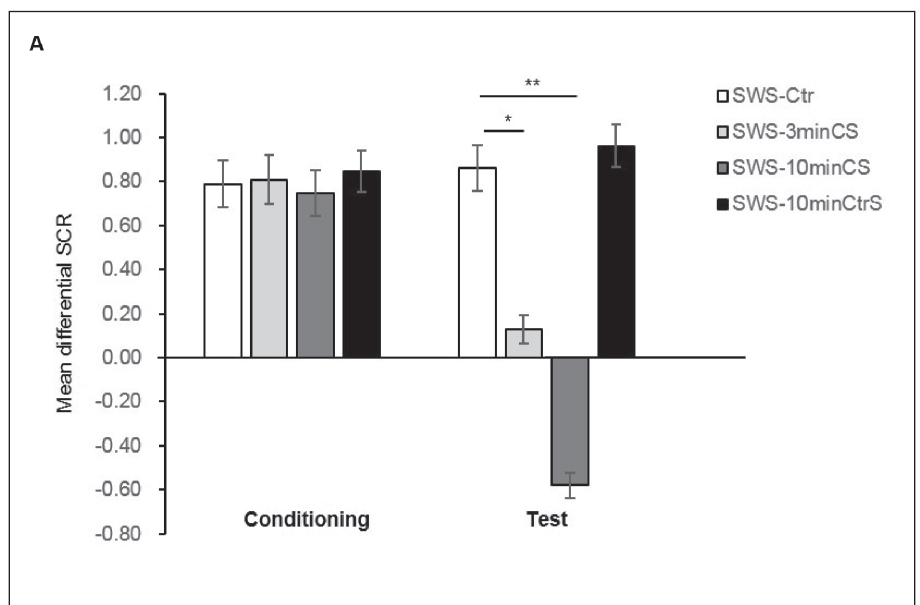 A
1.20
1.00
0.80
0.60
0.40
0.20
0.00
-0.20
-0.40
-0.60
-0.80
Mean differential SCR
**
*
Conditioning
Test
SWS-Ctr
SWS-3minCS
SWS-10minCS
SWS-10minCtrS